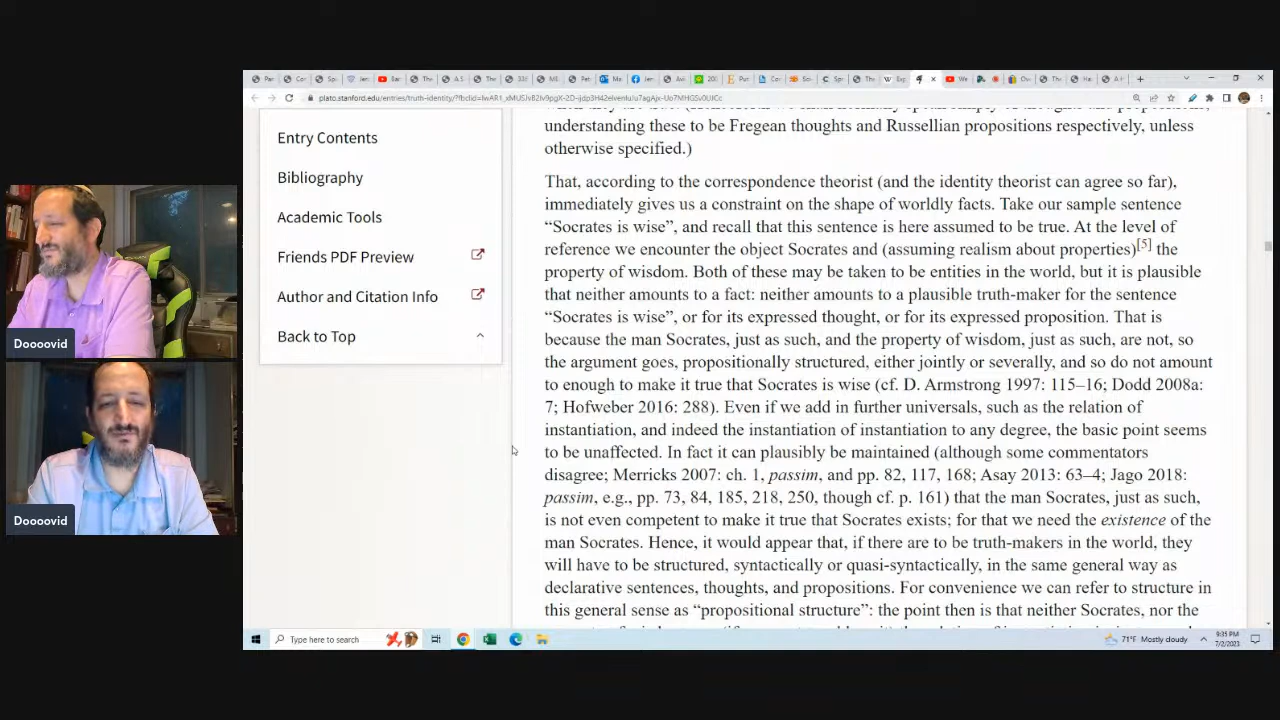 plato.stanford.edu/entries/truth-identity/
Entry Contents
Bibliography
Academic Tools
Friends PDF Preview
Author and Citation Info
Back to Top
understanding these to be Fregean thoughts and Russellian propositions respectively, unless
otherwise specified.)
That, according to the correspondence theorist (and the identity theorist can agree so far),
immediately gives us a constraint on the shape of worldly facts. Take our sample sentence
“Socrates is wise”, and recall that this sentence is here assumed to be true. At the level of
reference we encounter the object Socrates and (assuming realism about properties)[5] the
property of wisdom. Both of these may be taken to be entities in the world, but it is plausible
that neither amounts to a fact: neither amounts to a plausible truth-maker for the sentence
“Socrates is wise”, or for its expressed thought, or for its expressed proposition. That is
because the man Socrates, just as such, and the property of wisdom, just as such, are not, so
the argument goes, propositionally structured, either jointly or severally, and so do not amount
to enough to make it true that Socrates is wise (cf. D. Armstrong 1997: 115–16; Dodd 2008a:
7; Hofweber 2016: 288). Even if we add in further universals, such as the relation of
instantiation, and indeed the instantiation of instantiation to any degree, the basic point seems
to be unaffected. In fact it can plausibly be maintained (although some commentators
disagree; Merricks 2007: ch. 1, passim, and pp. 82, 117, 168; Asay 2013: 63–4; Jago 2018:
passim, e.g., pp. 73, 84, 185, 218, 250, though cf. p. 161) that the man Socrates, just as such,
is not even competent to make it true that Socrates exists; for that we need the existence of the
man Socrates. Hence, it would appear that, if there are to be truth-makers in the world, they
will have to be structured, syntactically or quasi-syntactically, in the same general way as
declarative sentences, thoughts, and propositions. For convenience we can refer to structure in
this general sense as “propositional structure”: the point then is that neither Socrates, nor the
Doooovid
Doooovid
Type here to search
71°F Mostly cloudy
9:35 PM
7/2/2023